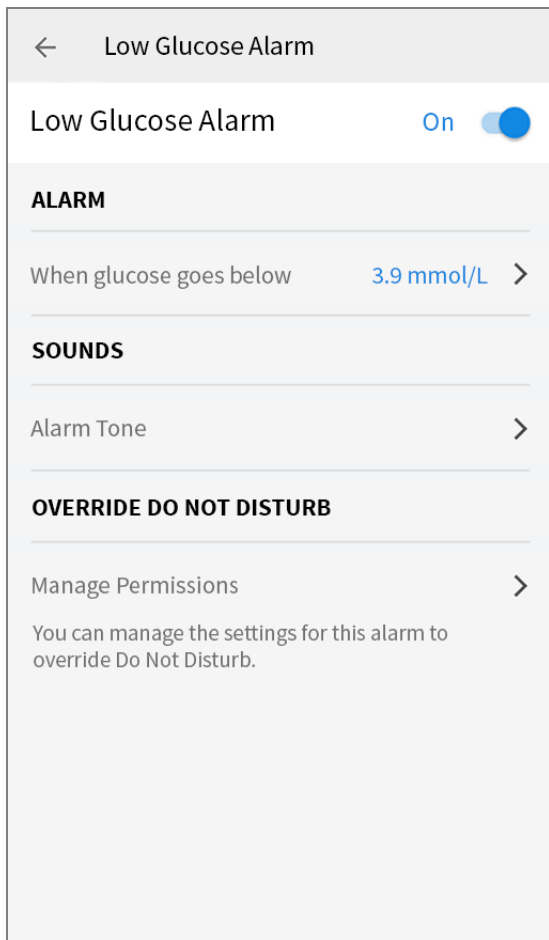 Low Glucose Alarm
Low Glucose Alarm On
ALARM
When glucose goes below 3.9 mmol/L
SOUNDS
Alarm Tone
OVERRIDE DO NOT DISTURB
Manage Permissions
You can manage the settings for this alarm to
override Do Not Disturb.